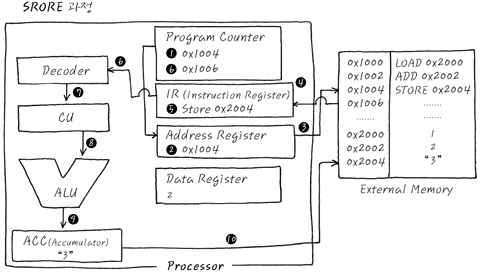 SRORE 과정
Program Counter
❶ 0x1004
❻ 0x1006
❻
Decoder
❼
CU
❽
ALU
❾
ACC(Accumulator)
"3"
IR (Instruction Register)
❺ Store 0x2004
❹
Address Register
❷ 0x1004
❸
Data Register
2
❿
Processor
0x1000 LOAD 0x2000
0x1002 ADD 0x2002
0x1004 STORE 0x2004
0x1006 .......
....... .......
0x2000 1
0x2002 2
0x2004 "3"
External Memory